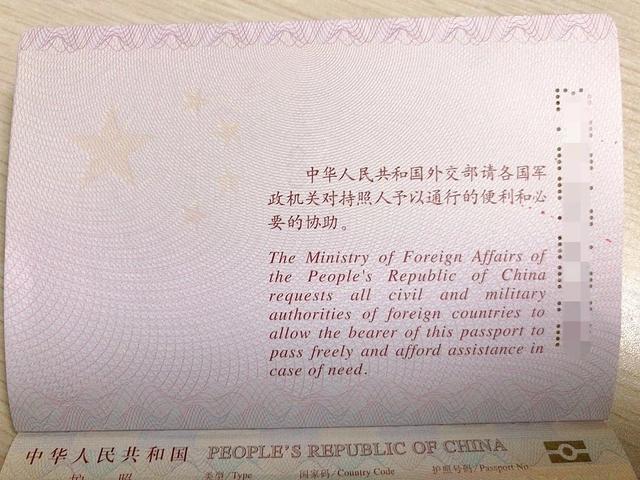 中华人民共和国外交部请各国军
政机关对持照人予以通行的便利和必
要的协助。
The Ministry of Foreign Affairs of
the People's Republic of China
requests all civil and military
authorities of foreign countries to
allow the bearer of this passport to
pass freely and afford assistance in
case of need.
中华人民共和国 PEOPLE'S REPUBLIC OF CHINA
护 照 类型/Type 国家码/Country Code 护照号码/Passport No.